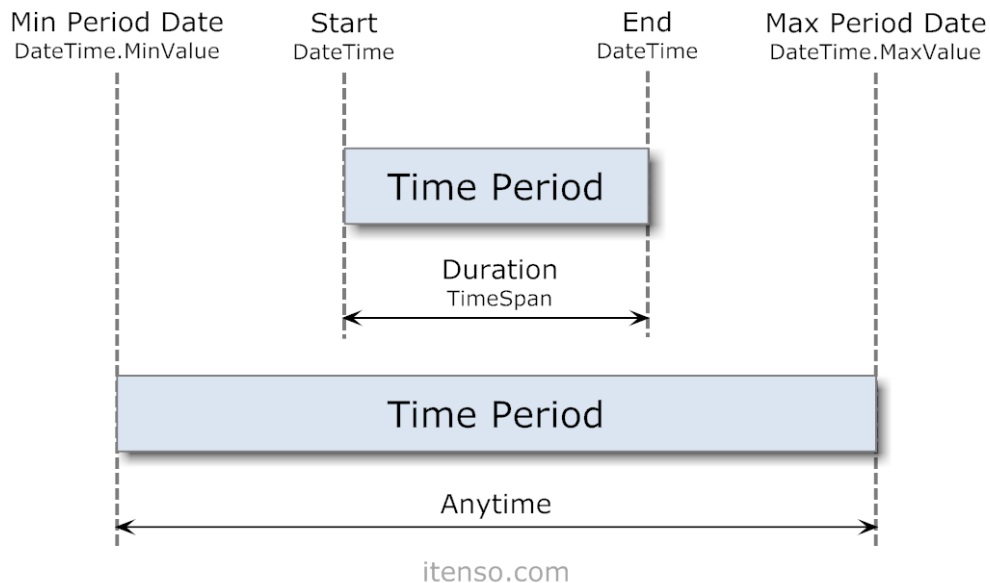 Min Period Date
DateTime.MinValue
Start
DateTime
End
DateTime
Max Period Date
DateTime.MaxValue
Time Period
Duration
TimeSpan
Time Period
Anytime
itenso.com